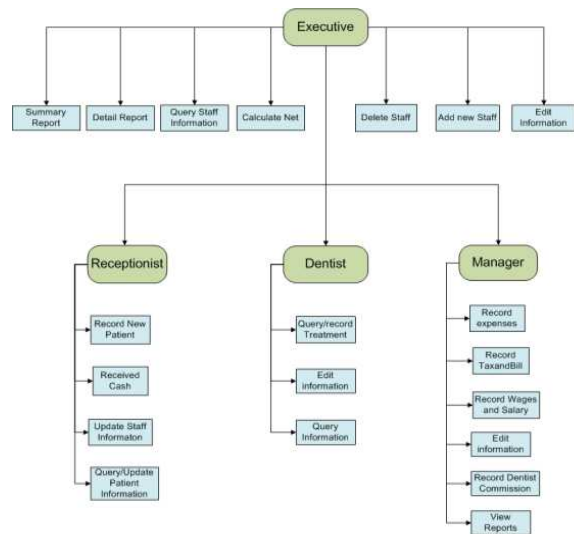 Executive
Summary
Report
Detail Report
Query Staff
Information
Calculate Net
Delete Staff
Add new Staff
Edit
Information
Receptionist
Dentist
Manager
Record New
Patient
Received
Cash
Update Staff
Informaton
Query/Update
Patient
Information
Query/record
Treatment
Edit
information
Query
Information
Record
expenses
Record
TaxandBill
Record Wages
and Salary
Edit
information
Record Dentist
Commission
View
Reports